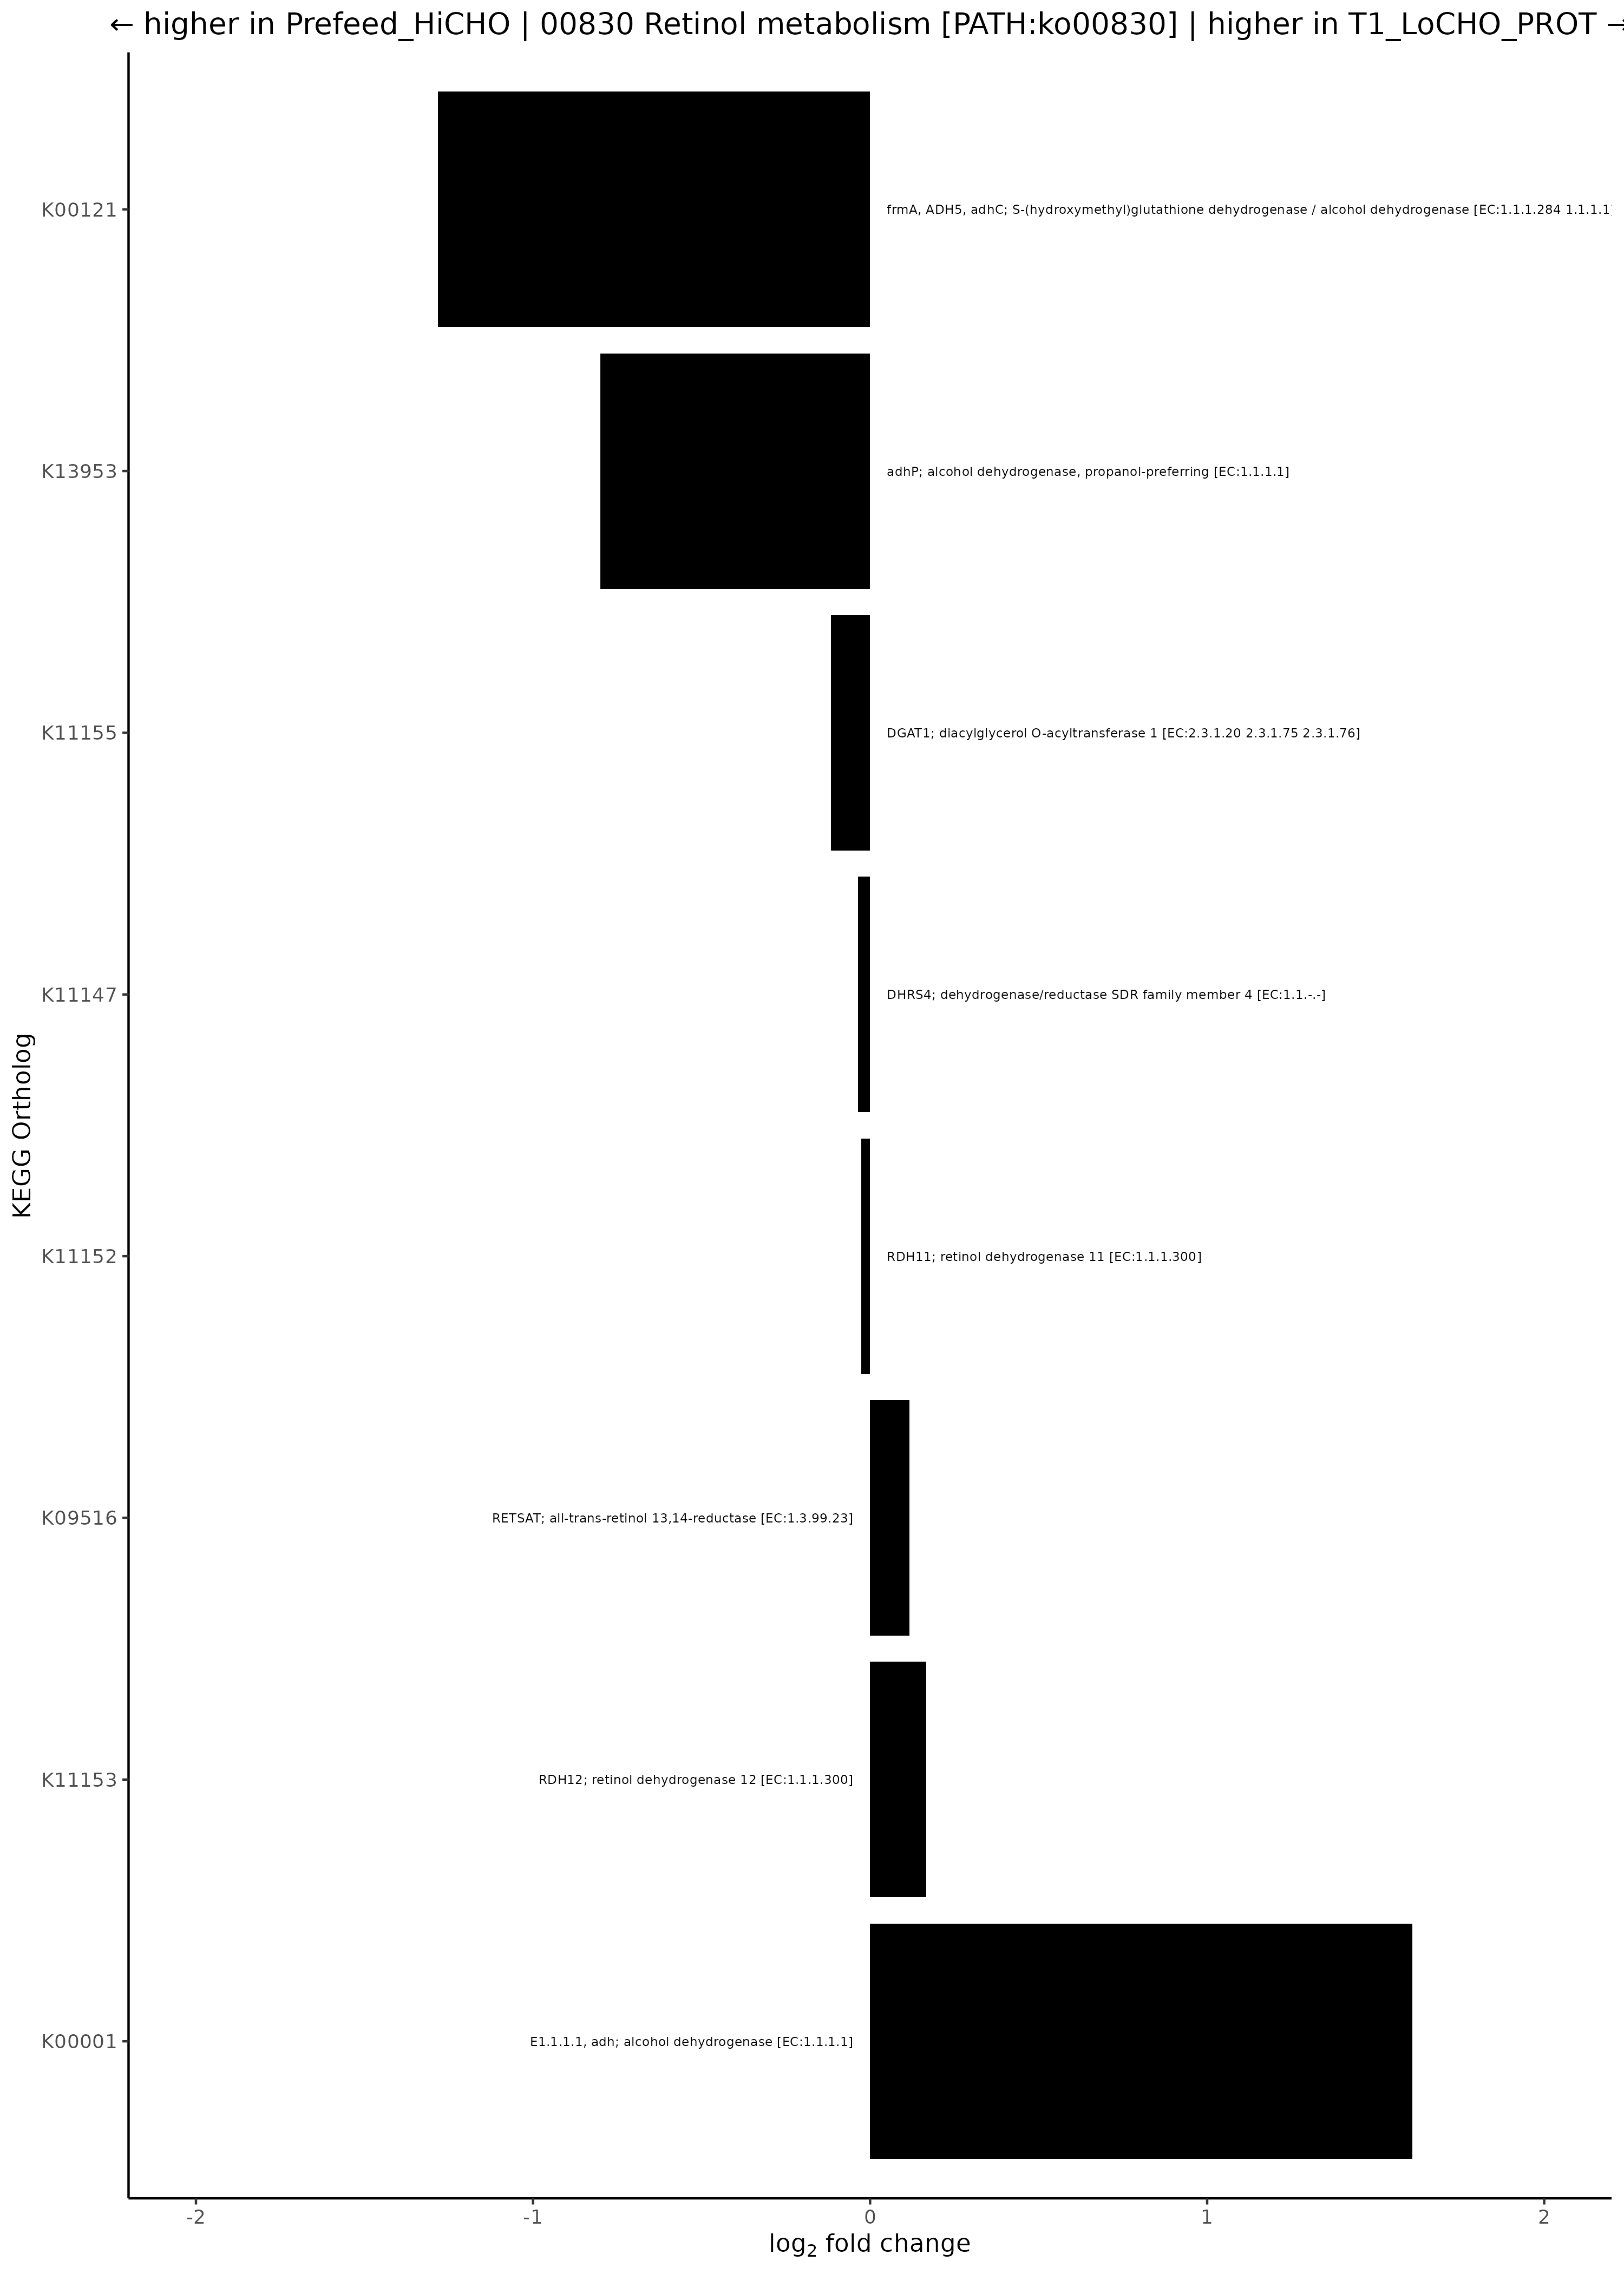 ← higher in Prefeed_HiCHO | 00830 Retinol metabolism [PATH:ko00830] | higher in T1_LoCHO_PROT →
K00121
frmA, ADH5, adhC; S-(hydroxymethyl)glutathione dehydrogenase / alcohol dehydrogenase [EC:1.1.1.284 1.1.1.1]
K13953
adhP; alcohol dehydrogenase, propanol-preferring [EC:1.1.1.1]
K11155
DGAT1; diacylglycerol O-acyltransferase 1 [EC:2.3.1.20 2.3.1.75 2.3.1.76]
K11147
DHRS4; dehydrogenase/reductase SDR family member 4 [EC:1.1.-.-]
KEGG Ortholog
K11152
RDH11; retinol dehydrogenase 11 [EC:1.1.1.300]
K09516
RETSAT; all-trans-retinol 13,14-reductase [EC:1.3.99.23]
K11153
RDH12; retinol dehydrogenase 12 [EC:1.1.1.300]
K00001
E1.1.1.1, adh; alcohol dehydrogenase [EC:1.1.1.1]
-2 -1 0 1 2
log2 fold change